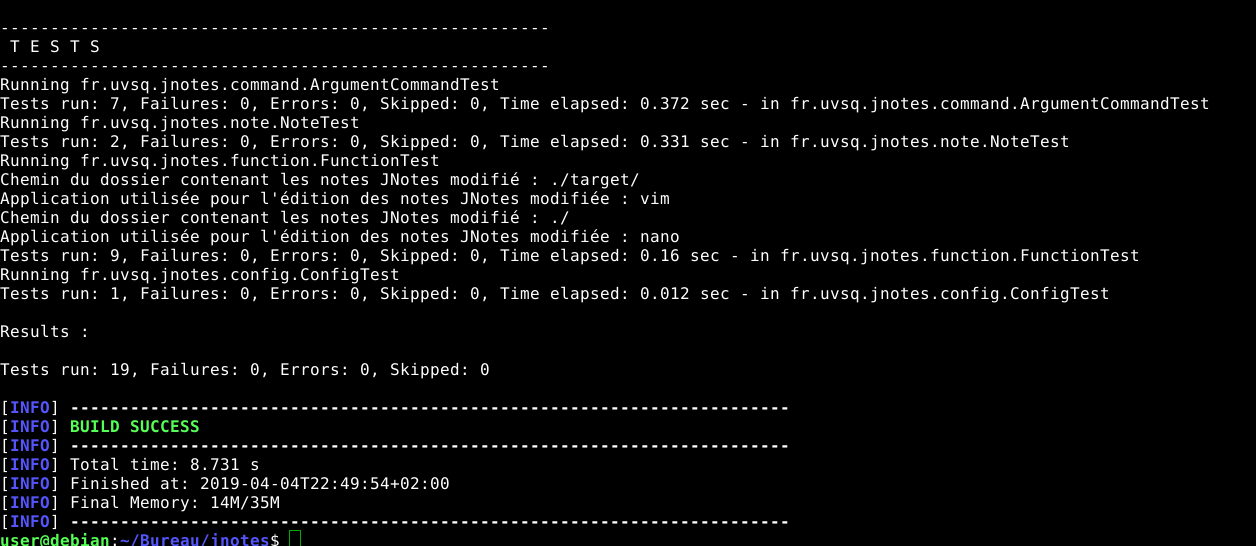 -------------------------------------------------------
 T E S T S
-------------------------------------------------------
Running fr.uvsq.jnotes.command.ArgumentCommandTest
Tests run: 7, Failures: 0, Errors: 0, Skipped: 0, Time elapsed: 0.372 sec - in fr.uvsq.jnotes.command.ArgumentCommandTest
Running fr.uvsq.jnotes.note.NoteTest
Tests run: 2, Failures: 0, Errors: 0, Skipped: 0, Time elapsed: 0.331 sec - in fr.uvsq.jnotes.note.NoteTest
Running fr.uvsq.jnotes.function.FunctionTest
Chemin du dossier contenant les notes JNotes modifié : ./target/
Application utilisée pour l'édition des notes JNotes modifiée : vim
Chemin du dossier contenant les notes JNotes modifié : ./
Application utilisée pour l'édition des notes JNotes modifiée : nano
Tests run: 9, Failures: 0, Errors: 0, Skipped: 0, Time elapsed: 0.16 sec - in fr.uvsq.jnotes.function.FunctionTest
Running fr.uvsq.jnotes.config.ConfigTest
Tests run: 1, Failures: 0, Errors: 0, Skipped: 0, Time elapsed: 0.012 sec - in fr.uvsq.jnotes.config.ConfigTest
Results :
Tests run: 19, Failures: 0, Errors: 0, Skipped: 0
[INFO] ------------------------------------------------------------------------
[INFO] BUILD SUCCESS
[INFO] ------------------------------------------------------------------------
[INFO] Total time: 8.731 s
[INFO] Finished at: 2019-04-04T22:49:54+02:00
[INFO] Final Memory: 14M/35M
[INFO] ------------------------------------------------------------------------
user@debian:~/Bureau/jnotes$